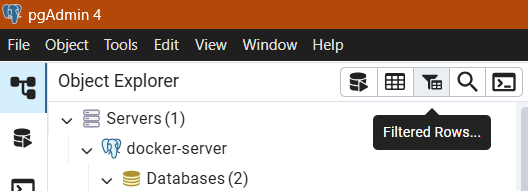 pgAdmin 4
File Object Tools Edit View Window Help
Object Explorer
Filtered Rows...
Servers (1)
docker-server
Databases (2)